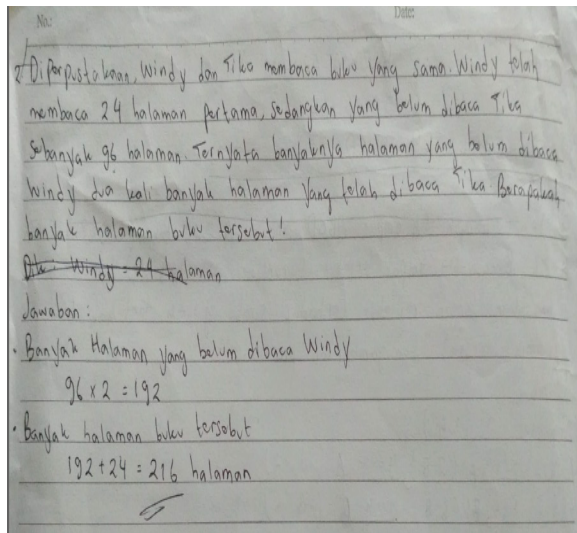 No.:
Date:
2 Diperpustakaan, Windy dan Tika membaca buku yang sama. Windy telah
membaca 24 halaman pertama, sedangkan yang belum dibaca Tika
Sebanyak 96 halaman. Ternyata banyaknya halaman yang belum dibaca
Windy dua kali banyak halaman yang telah dibaca Tika Berapakah
banyak halaman buku tersebut!
Dik: Windy = 24 halaman
Jawaban :
• Banyak Halaman yang belum dibaca Windy
96 x 2 = 192
• Banyak halaman buku tersebut
192 + 24 = 216 halaman